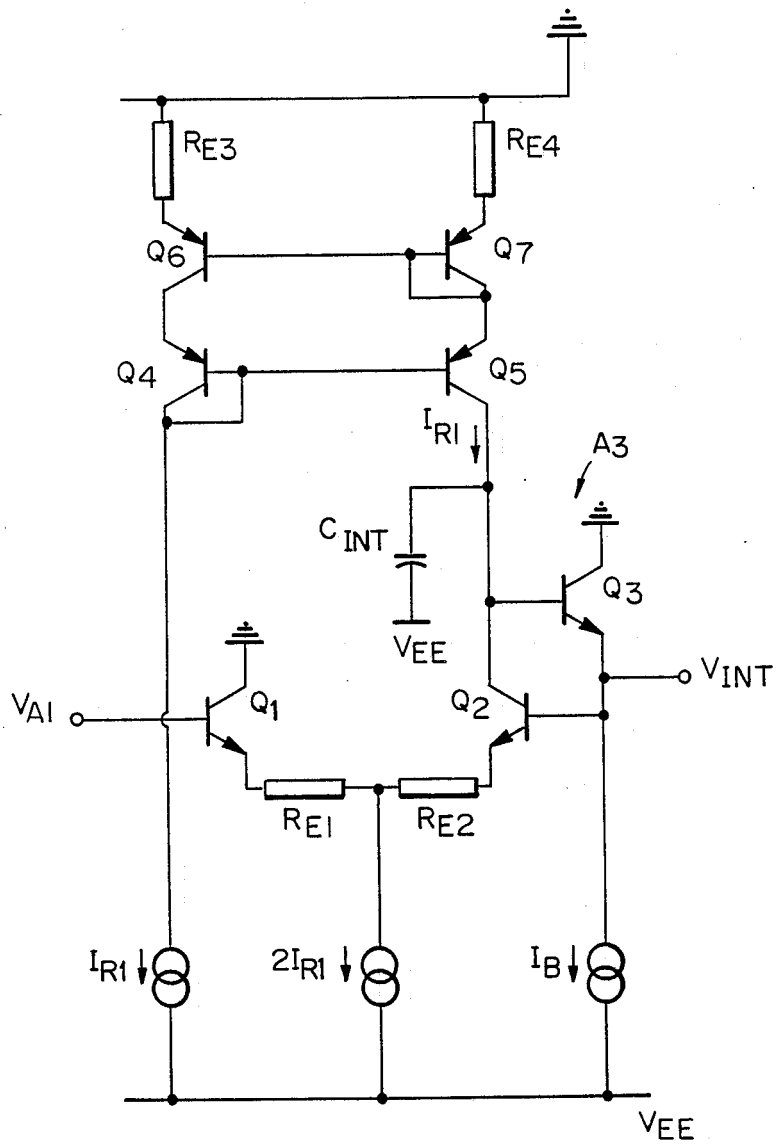 RE3
RE4
Q6
Q7
Q4
Q5
IR1
A3
CINT
Q3
VEE
VINT
VA1
Q1
Q2
RE1
RE2
IR1
2IR1
IB
VEE